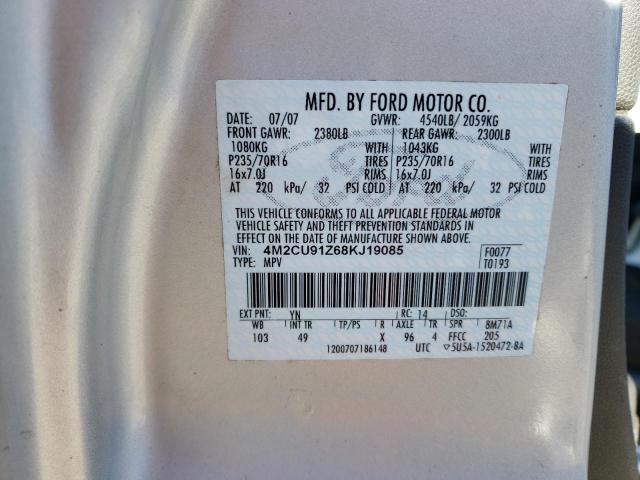 MFD. BY FORD MOTOR CO.
DATE: 07/07 GVWR: 4540LB/ 2059KG
FRONT GAWR: 2380LB REAR GAWR: 2300LB
1080KG WITH 1043KG WITH
P235/70R16 TIRES P235/70R16 TIRES
16x7.0J RIMS 16x7.0J RIMS
AT 220 kPa/ 32 PSI COLD AT 220 kPa/ 32 PSI COLD
Ford
THIS VEHICLE CONFORMS TO ALL APPLICABLE FEDERAL MOTOR
VEHICLE SAFETY AND THEFT PREVENTION STANDARDS IN
EFFECT ON THE DATE OF MANUFACTURE SHOWN ABOVE.
VIN: 4M2CU91Z68KJ19085 F0077
TYPE: MPV T0193
EXT PNT: YN RC: 14 DSO:
WB INT TR TP/PS R AXLE TR SPR 8M71A
103 49 X 96 4 FFCC 205
1200707186148 UTC ▽5U5A-1520472-BA